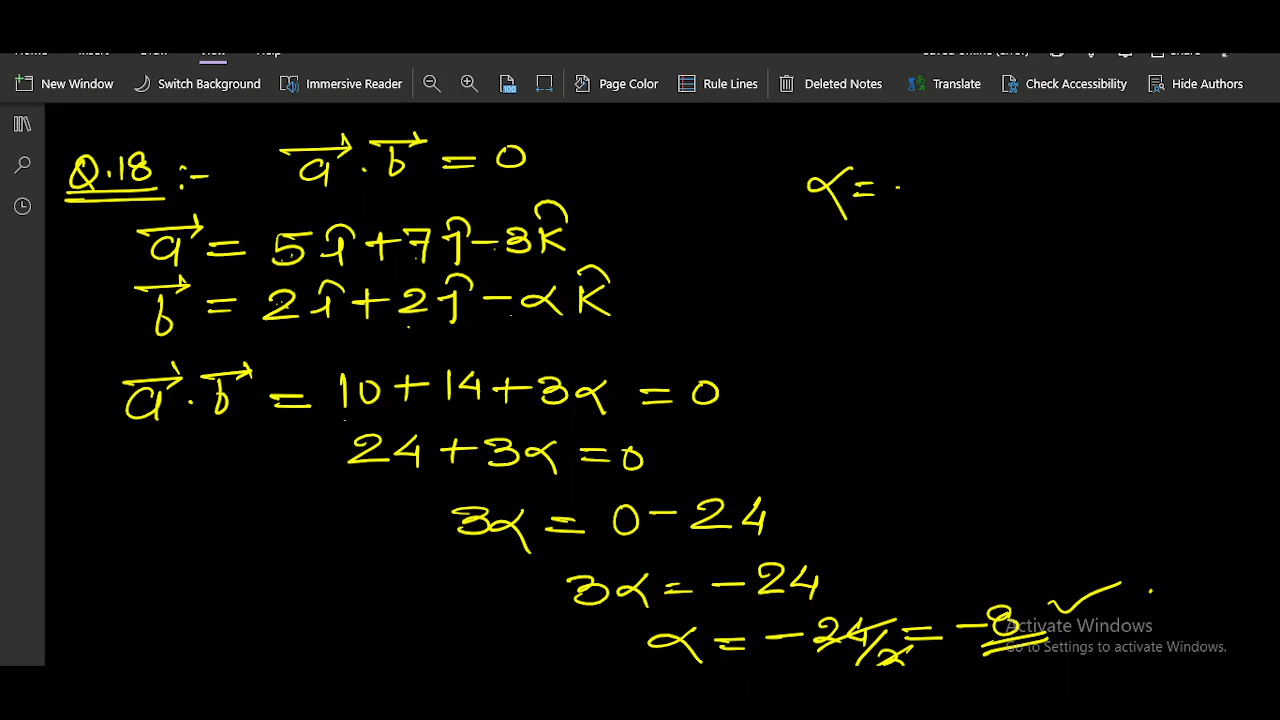 New Window Switch Background Immersive Reader 100 Page Color Rule Lines Deleted Notes Translate Check Accessibility Hide Authors
Q.18 :- a⃗ . b⃗ = 0
α = .
a⃗ = 5î + 7ĵ - 3k̂
b⃗ = 2î + 2ĵ - αk̂
a⃗ . b⃗ = 10 + 14 + 3α = 0
24 + 3α = 0
3α = 0 - 24
3α = -24
α = -24/3 = -8 ✓
Activate Windows
Go to Settings to activate Windows.